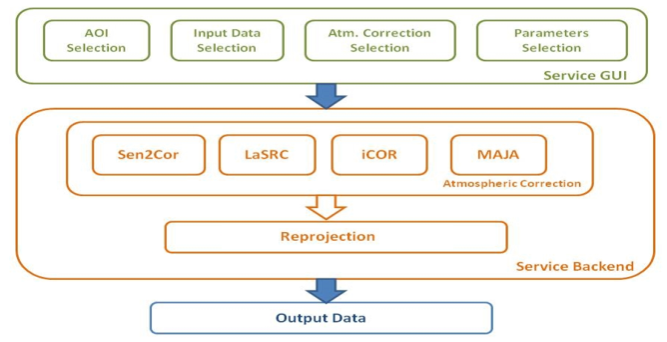 AOI
Selection
Input Data
Selection
Atm. Correction
Selection
Parameters
Selection
Service GUI
Sen2Cor
LaSRC
iCOR
MAJA
Atmospheric Correction
Reprojection
Service Backend
Output Data